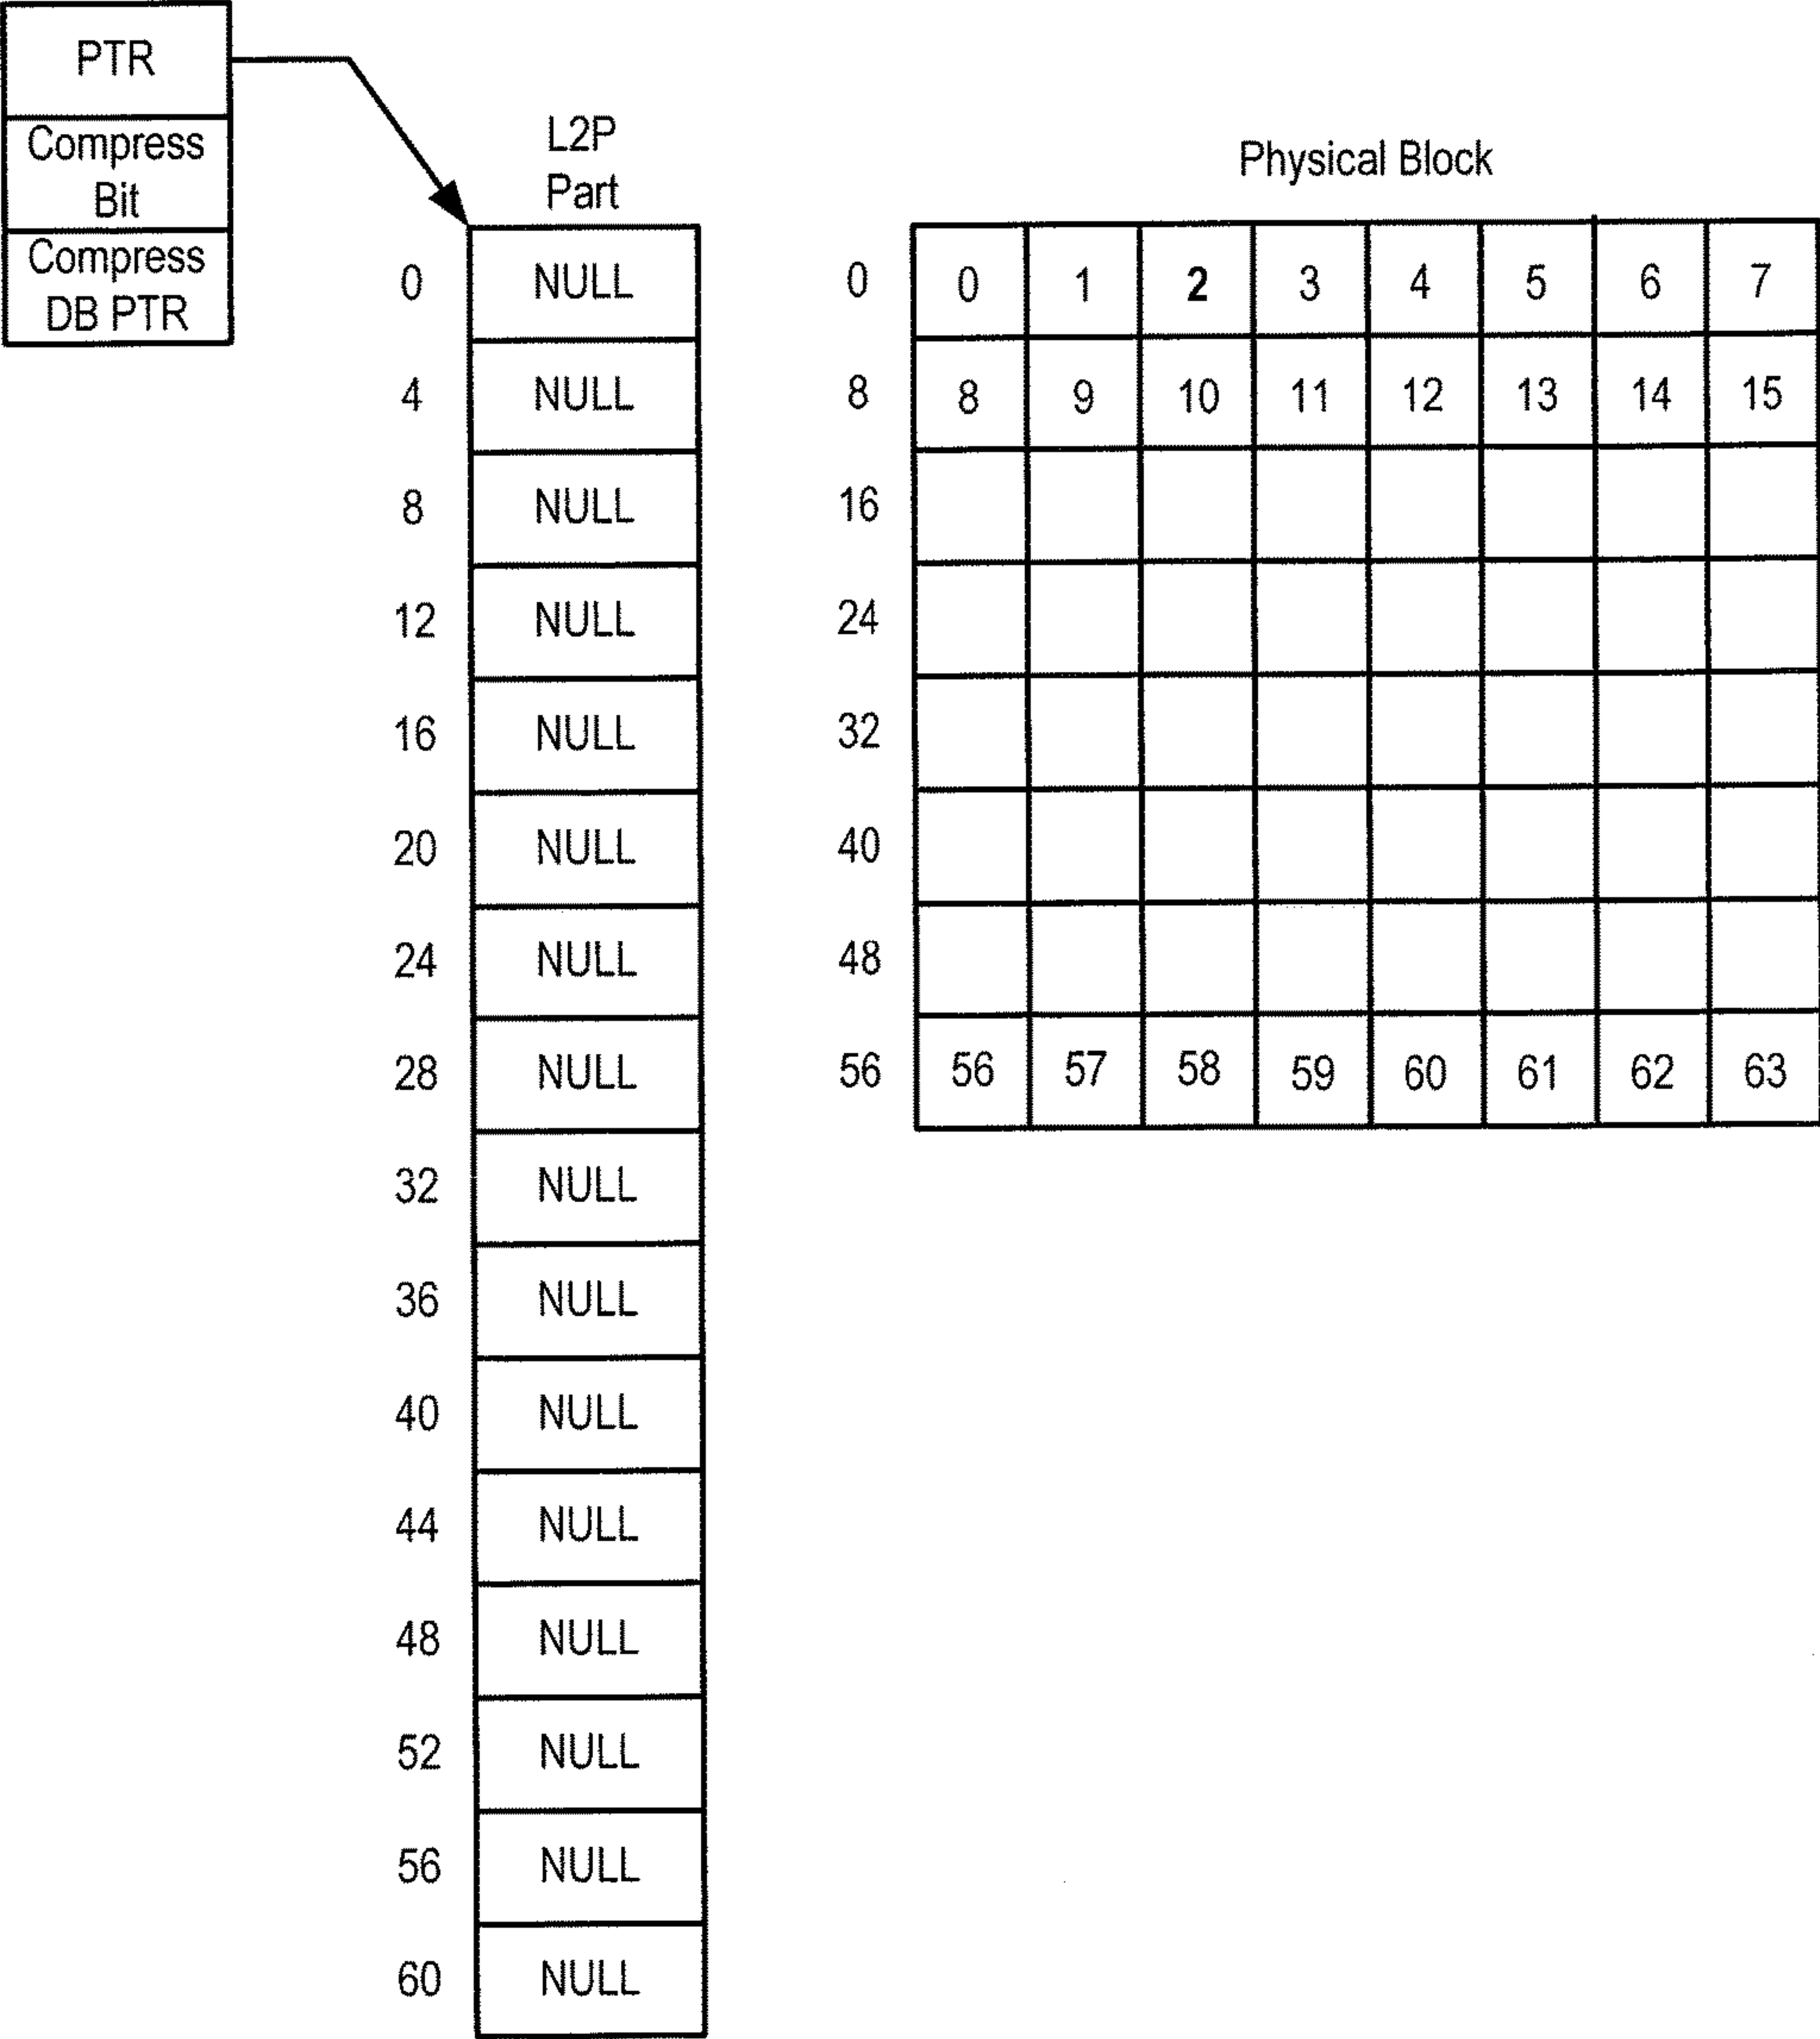 PTR
Compress
Bit
Compress
DB PTR
L2P
Part
0 NULL
4 NULL
8 NULL
12 NULL
16 NULL
20 NULL
24 NULL
28 NULL
32 NULL
36 NULL
40 NULL
44 NULL
48 NULL
52 NULL
56 NULL
60 NULL
Physical Block
0 0 1 2 3 4 5 6 7
8 8 9 10 11 12 13 14 15
16
24
32
40
48
56 56 57 58 59 60 61 62 63